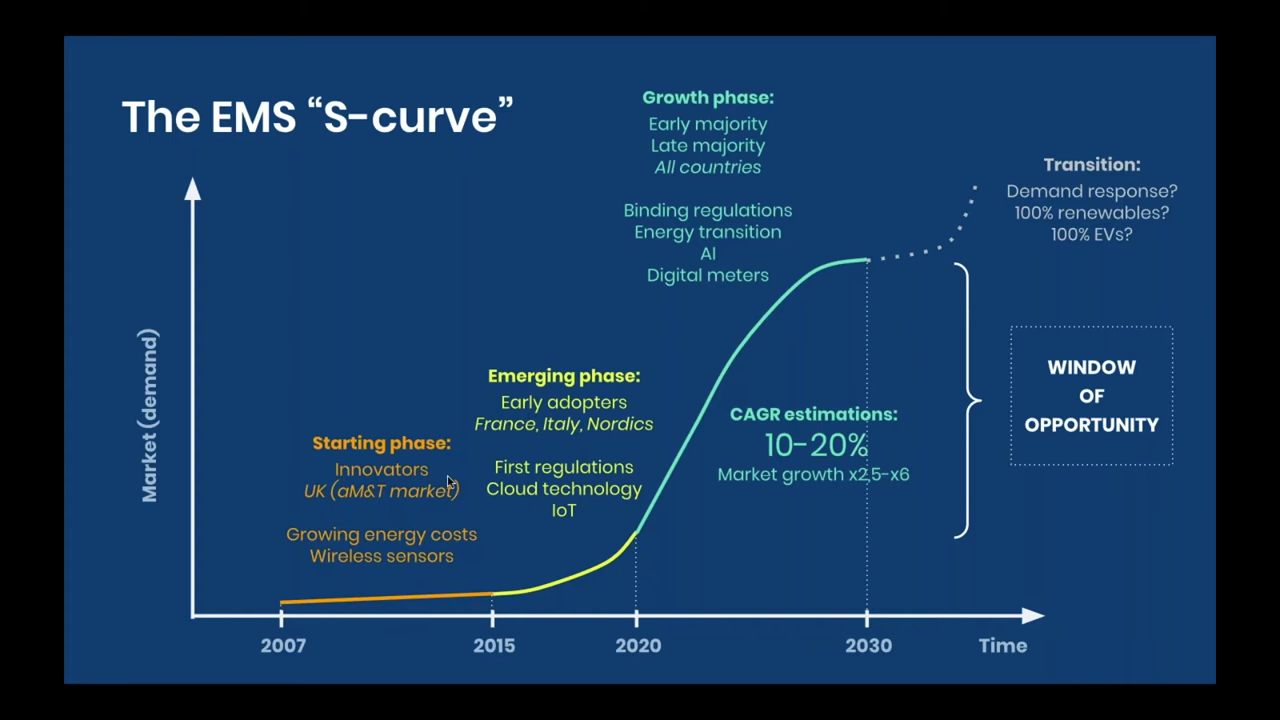 The EMS “S-curve”
Growth phase:
Early majority
Late majority
All countries
Binding regulations
Energy transition
AI
Digital meters
Transition:
Demand response?
100% renewables?
100% EVs?
Market (demand)
Starting phase:
Innovators
UK (aM&T market)
Growing energy costs
Wireless sensors
Emerging phase:
Early adopters
France, Italy, Nordics
First regulations
Cloud technology
IoT
CAGR estimations:
10-20%
Market growth x2,5-x6
WINDOW
OF
OPPORTUNITY
2007
2015
2020
2030
Time